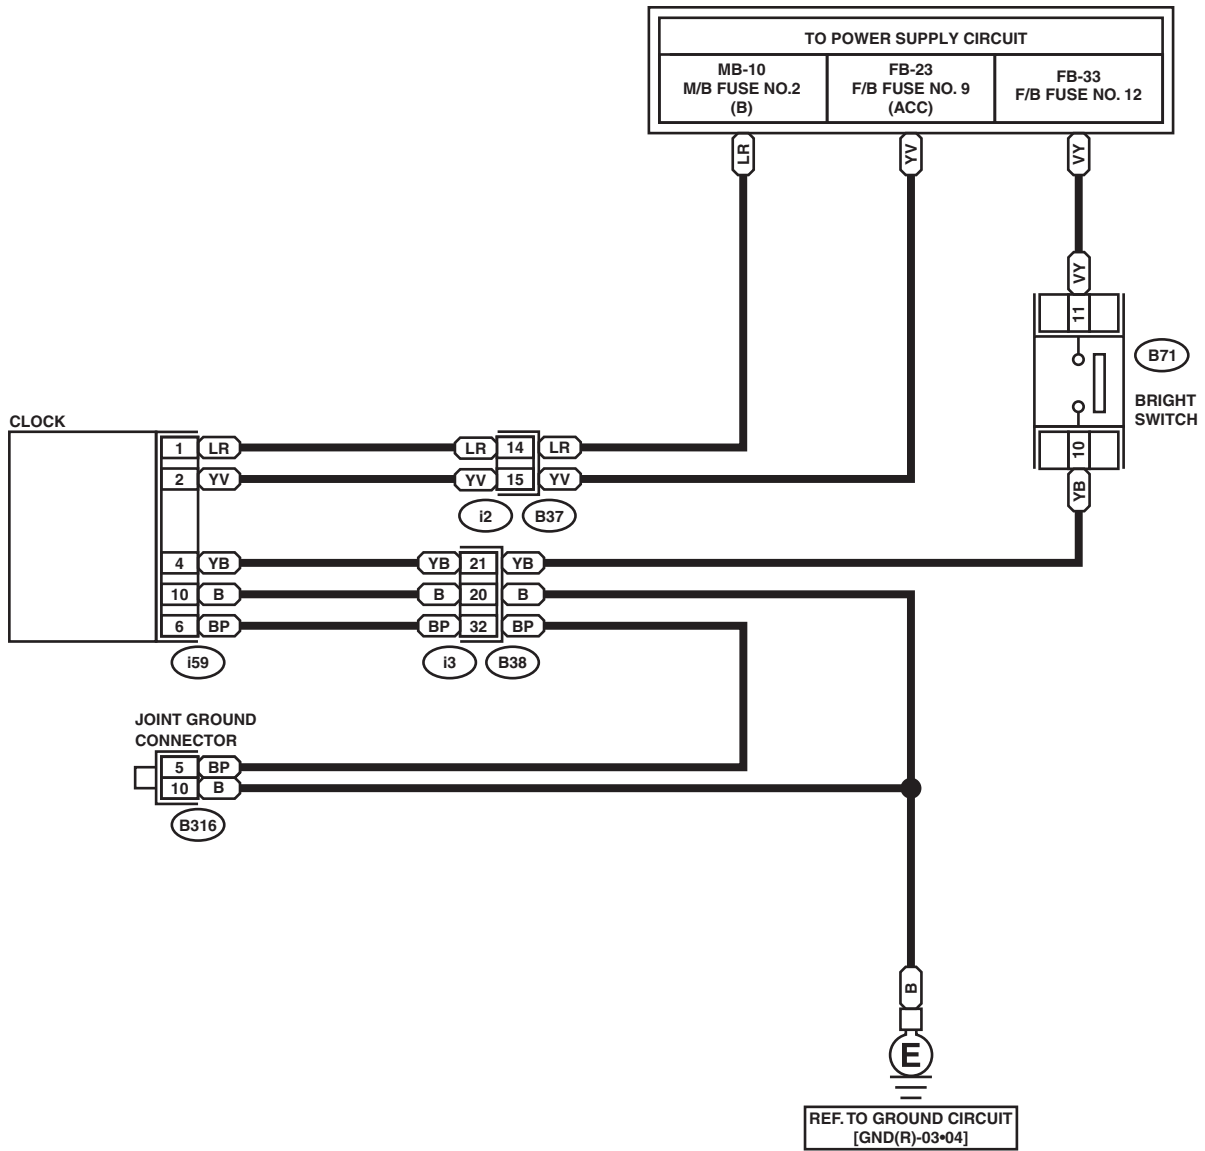 TO POWER SUPPLY CIRCUIT
MB-10
M/B FUSE NO.2
(B)
FB-23
F/B FUSE NO. 9
(ACC)
FB-33
F/B FUSE NO. 12
LR
YV
VY
VY
11
B71
BRIGHT
SWITCH
10
YB
CLOCK
1 LR LR 14 LR
2 YV YV 15 YV
i2 B37
4 YB YB 21 YB
10 B B 20 B
6 BP BP 32 BP
i59 i3 B38
JOINT GROUND
CONNECTOR
5 BP
10 B
B316
B
E
REF. TO GROUND CIRCUIT
[GND(R)-03•04]